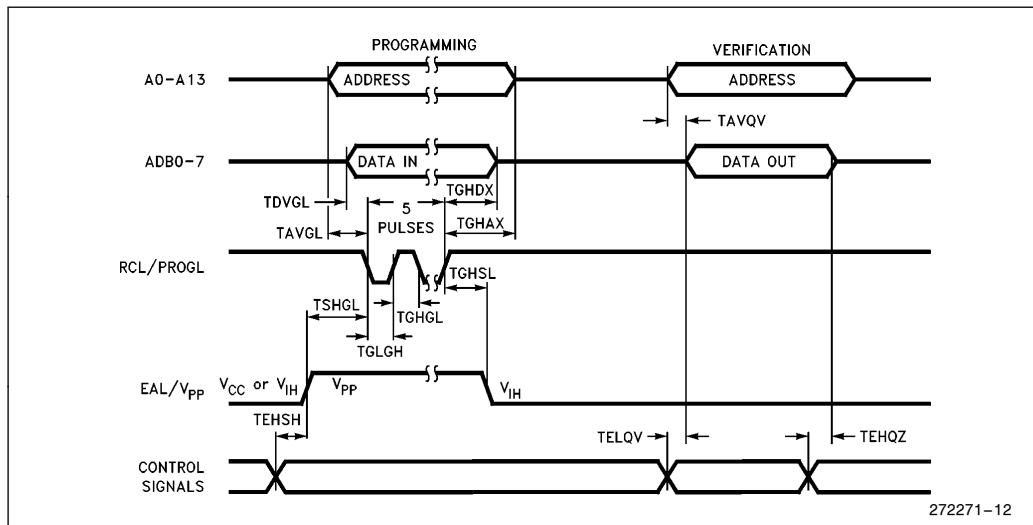 PROGRAMMING
VERIFICATION
A0–A13
ADDRESS
ADDRESS
TAVQV
ADB0–7
DATA IN
DATA OUT
TDVGL
5
PULSES
TGHDX
TAVGL
TGHAX
RCL/PROGL
TGHSL
TSHGL
TGHGL
TGLGH
EAL/VPP
VCC or VIH
VPP
VIH
TEHSH
TELQV
TEHQZ
CONTROL
SIGNALS
272271–12